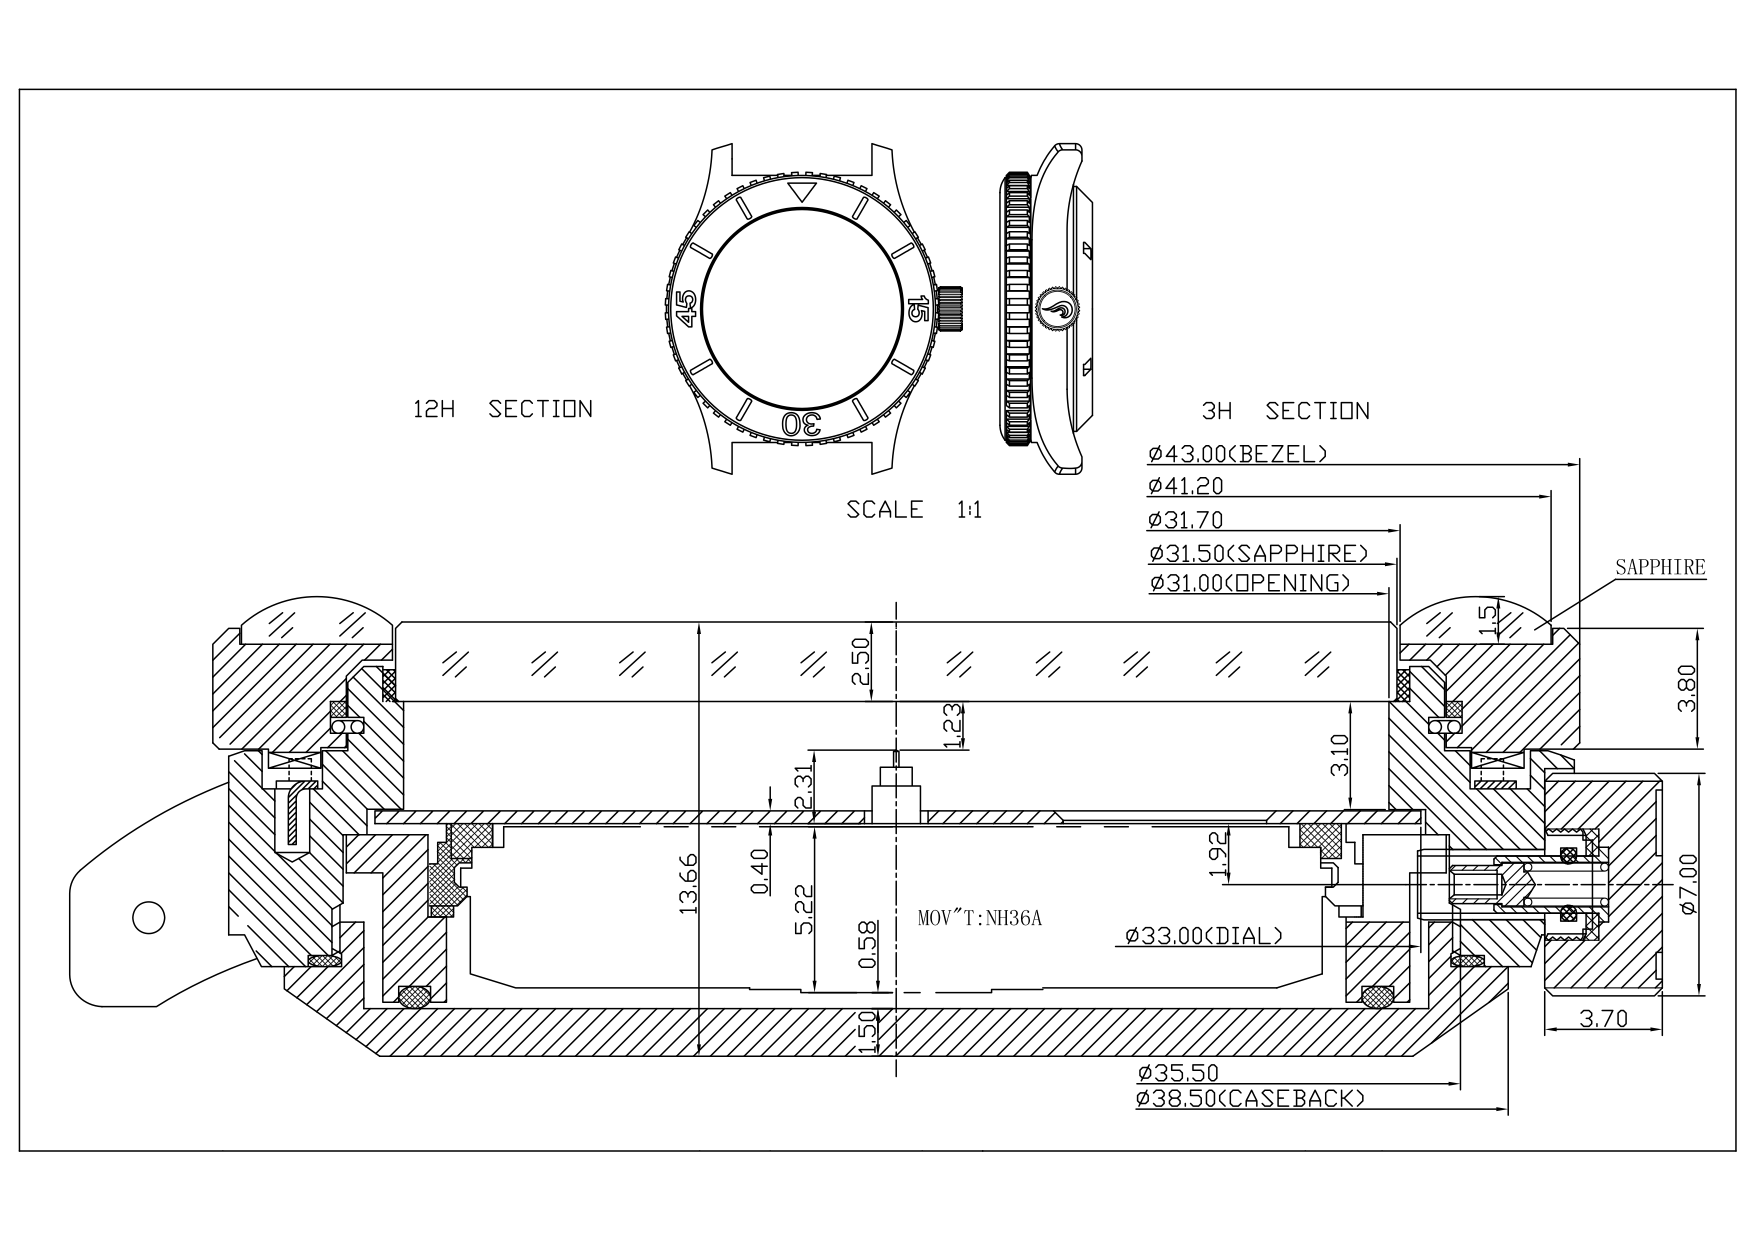 45
15
30
12H SECTION
3H SECTION
SCALE 1:1
ø43.00(BEZEL)
ø41.20
ø31.70
ø31.50(SAPPHIRE)
ø31.00(OPENING)
SAPPHIRE
1.5
2.50
3.80
1.23
3.10
2.31
0.40
1.92
13.66
5.22
0.58
MOV"T:NH36A
ø7.00
ø33.00(DIAL)
1.50
3.70
ø35.50
ø38.50(CASEBACK)